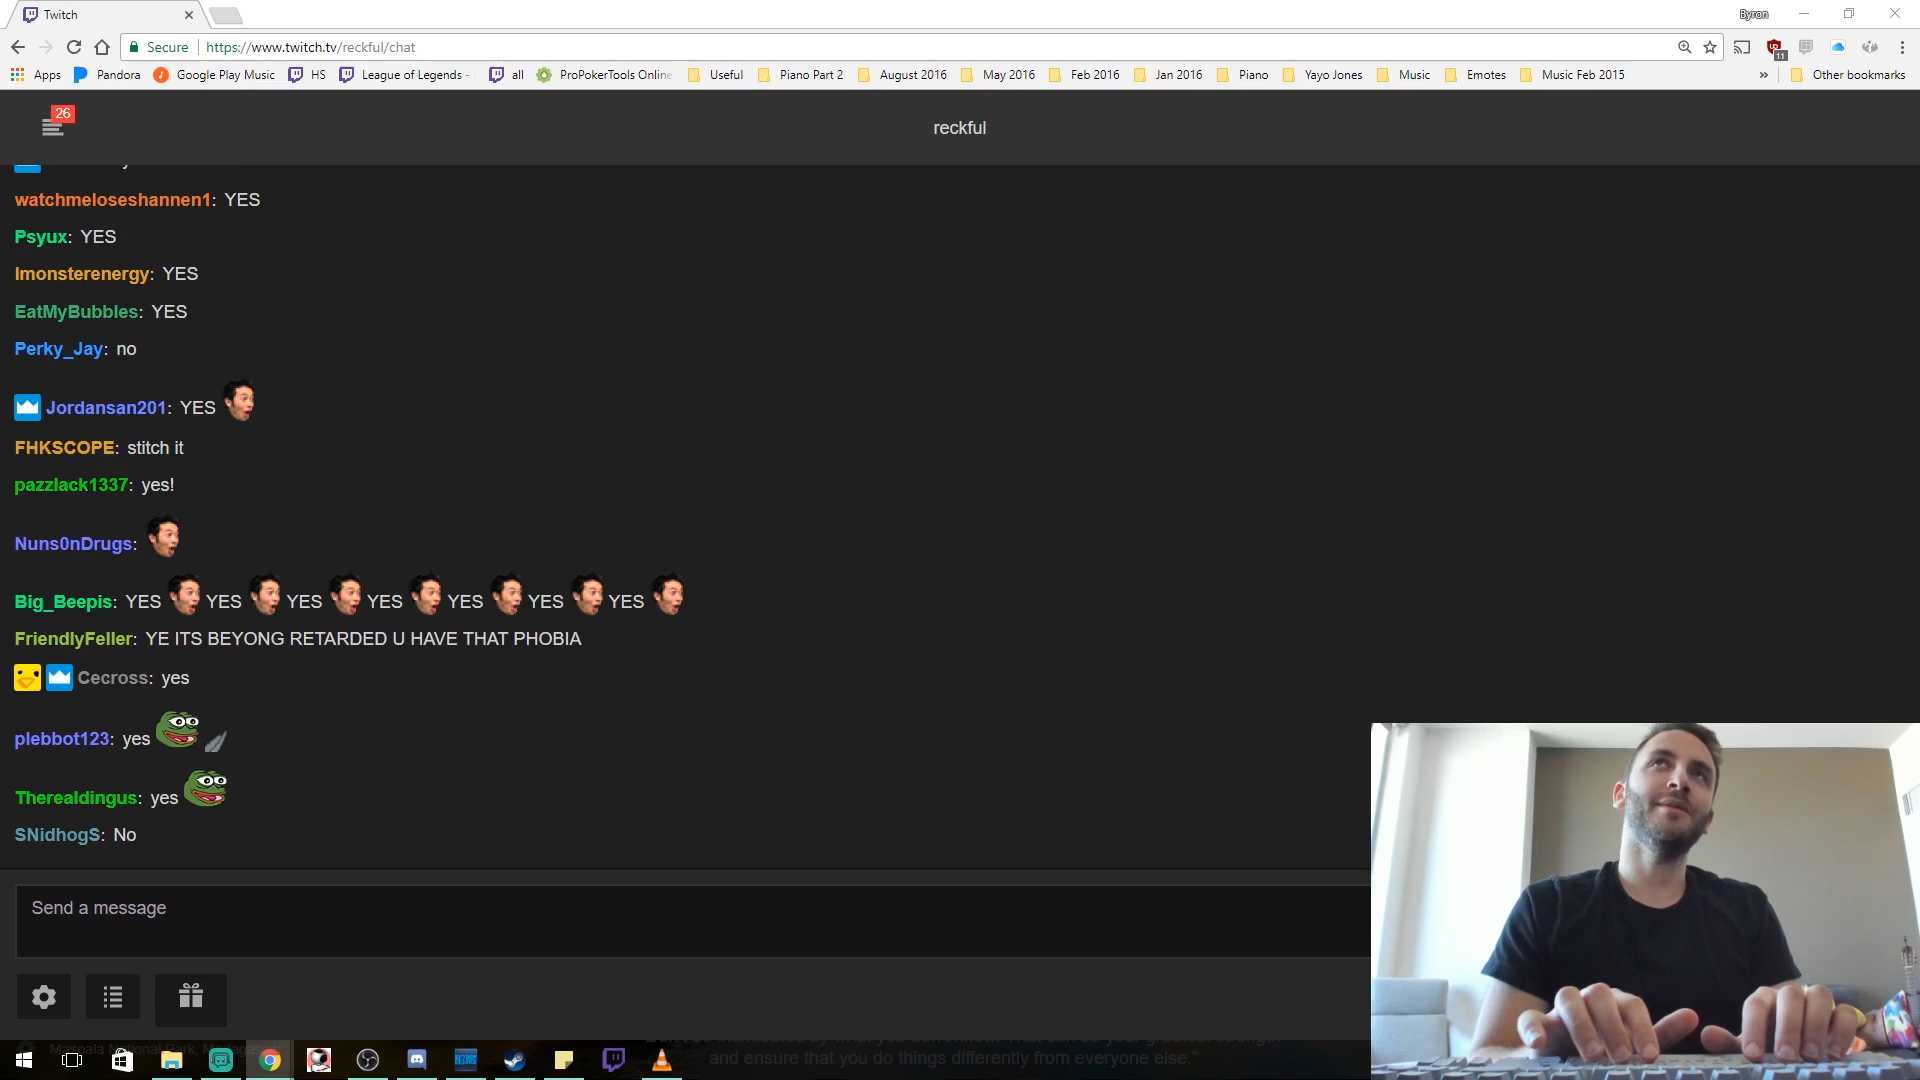 Twitch
Byron
Secure https://www.twitch.tv/reckful/chat
11
Apps Pandora Google Play Music HS League of Legends - all ProPokerTools Online Useful Piano Part 2 August 2016 May 2016 Feb 2016 Jan 2016 Piano Yayo Jones Music Emotes Music Feb 2015 » Other bookmarks
26
reckful
watchmeloseshannen1: YES
Psyux: YES
Imonsterenergy: YES
EatMyBubbles: YES
Perky_Jay: no
Jordansan201: YES
FHKSCOPE: stitch it
pazzlack1337: yes!
Nuns0nDrugs:
Big_Beepis: YES YES YES YES YES YES YES
FriendlyFeller: YE ITS BEYONG RETARDED U HAVE THAT PHOBIA
Cecross: yes
plebbot123: yes
Therealdingus: yes
SNidhogS: No
Send a message
Masoala National Park,
and ensure that you do things differently from everyone else."